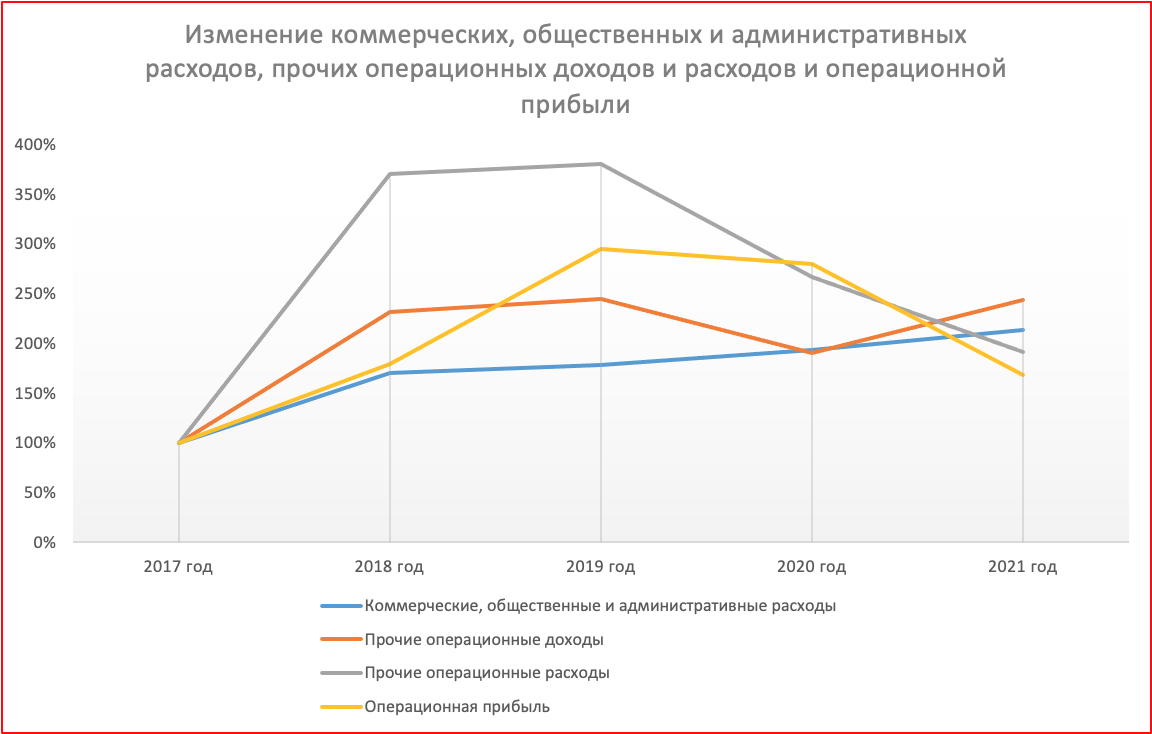 Изменение коммерческих, общественных и административных
расходов, прочих операционных доходов и расходов и операционной
прибыли
400%
350%
300%
250%
200%
150%
100%
50%
0%
2017 год 2018 год 2019 год 2020 год 2021 год
Коммерческие, общественные и административные расходы
Прочие операционные доходы
Прочие операционные расходы
Операционная прибыль